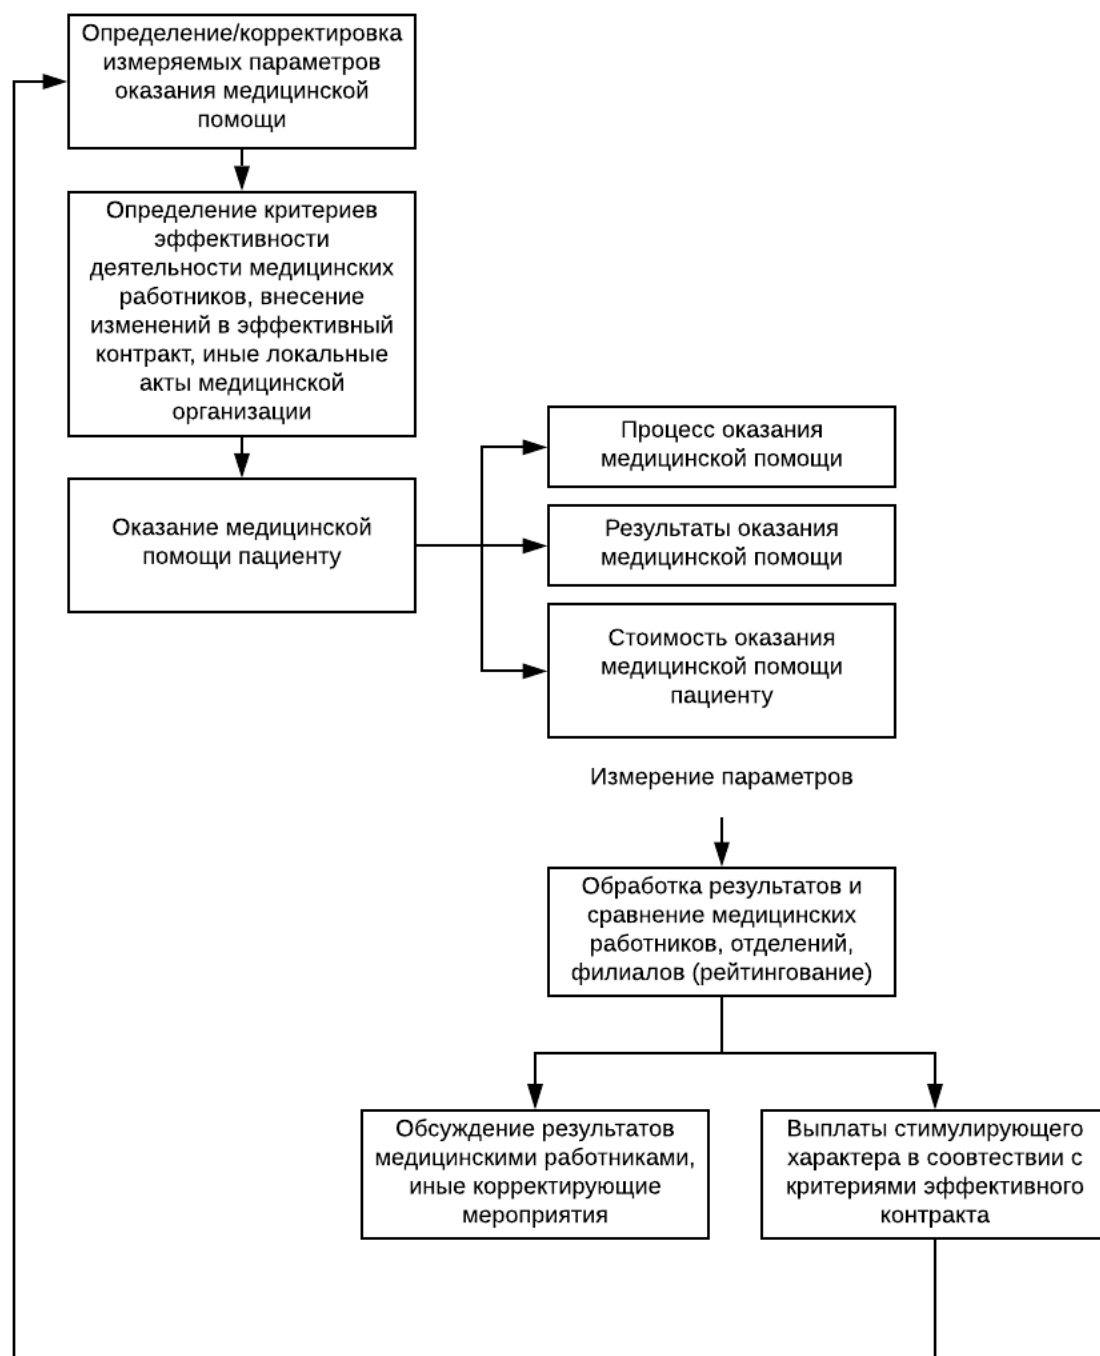 Определение/корректировка
измеряемых параметров
оказания медицинской
помощи
Определение критериев
эффективности
деятельности медицинских
работников, внесение
изменений в эффективный
контракт, иные локальные
акты медицинской
организации
Оказание медицинской
помощи пациенту
Процесс оказания
медицинской помощи
Результаты оказания
медицинской помощи
Стоимость оказания
медицинской помощи
пациенту
Измерение параметров
Обработка результатов и
сравнение медицинских
работников, отделений,
филиалов (рейтингование)
Обсуждение результатов
медицинскими работниками,
иные корректирующие
мероприятия
Выплаты стимулирующего
характера в соовтествии с
критериями эффективного
контракта